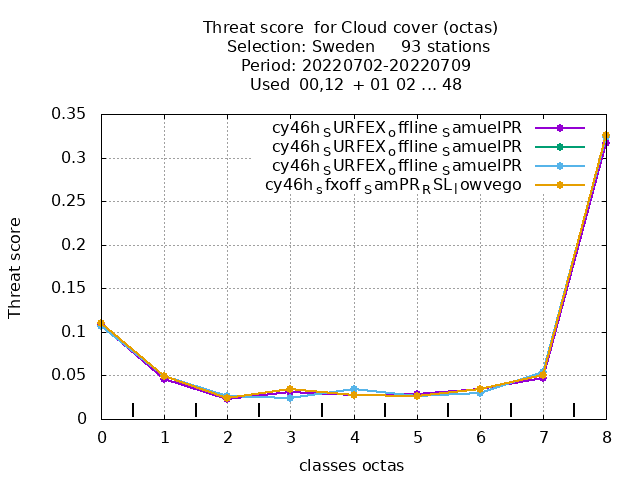 Threat score  for Cloud cover (octas)
Selection: Sweden     93 stations
Period: 20220702-20220709
Used  00,12  + 01 02 ... 48
cy46h_SURFEX_offline_SamuelPR
cy46h_SURFEX_offline_SamuelPR
cy46h_SURFEX_offline_SamuelPR
cy46h_sfxoff_SamPR_RSL_lowvego
Threat score
0.35
0.3
0.25
0.2
0.15
0.1
0.05
0
0 1 2 3 4 5 6 7 8
classes octas